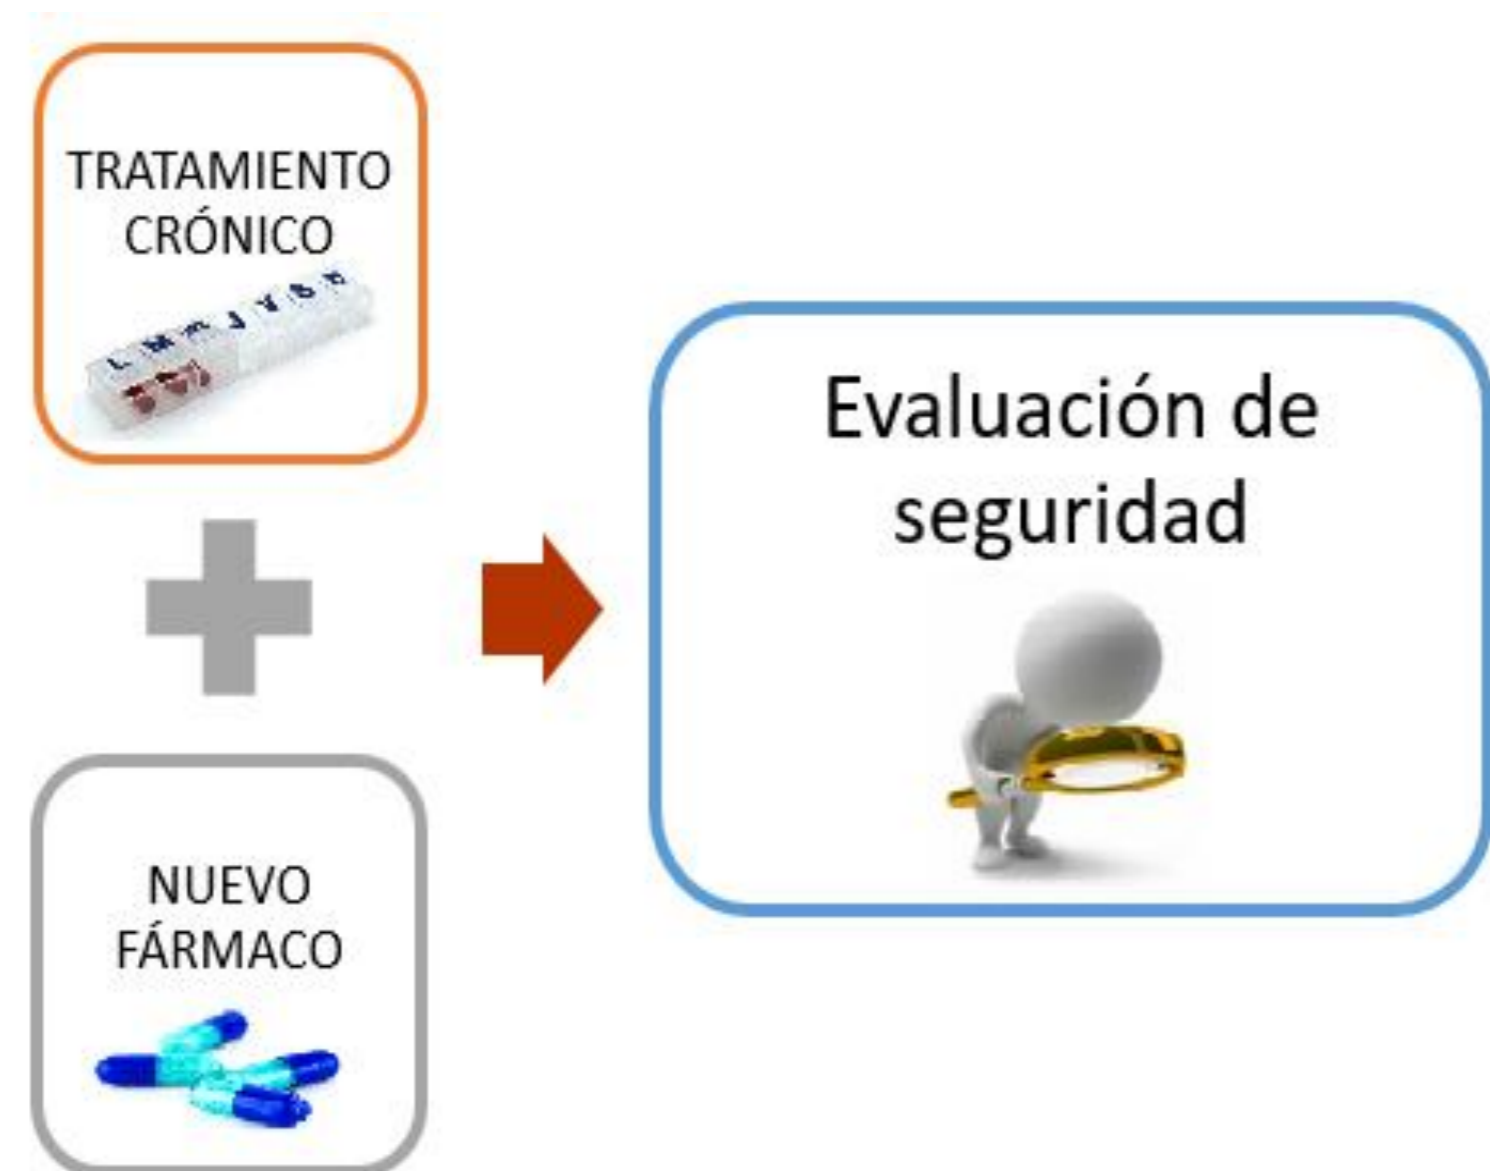 TRATAMIENTO
CRÓNICO
L M M J V S D
NUEVO
FÁRMACO
Evaluación de
seguridad